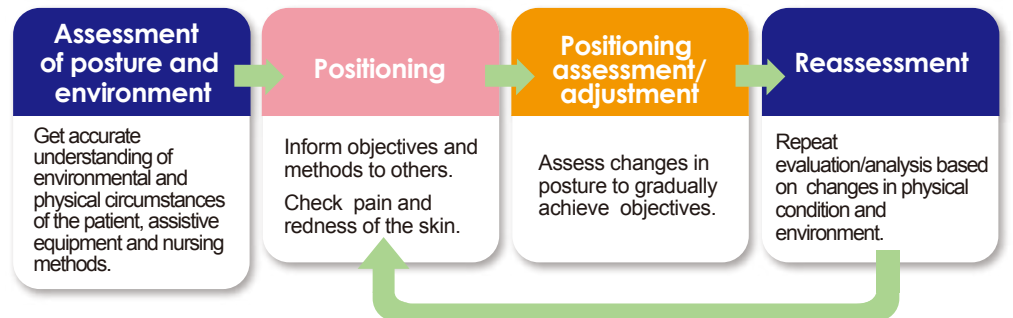 Assessment
of posture and
environment
Get accurate
understanding of
environmental and
physical circumstances
of the patient, assistive
equipment and nursing
methods.
Positioning
Inform objectives and
methods to others.
Check pain and
redness of the skin.
Positioning
assessment/
adjustment
Assess changes in
posture to gradually
achieve objectives.
Reassessment
Repeat
evaluation/analysis based
on changes in physical
condition and
environment.